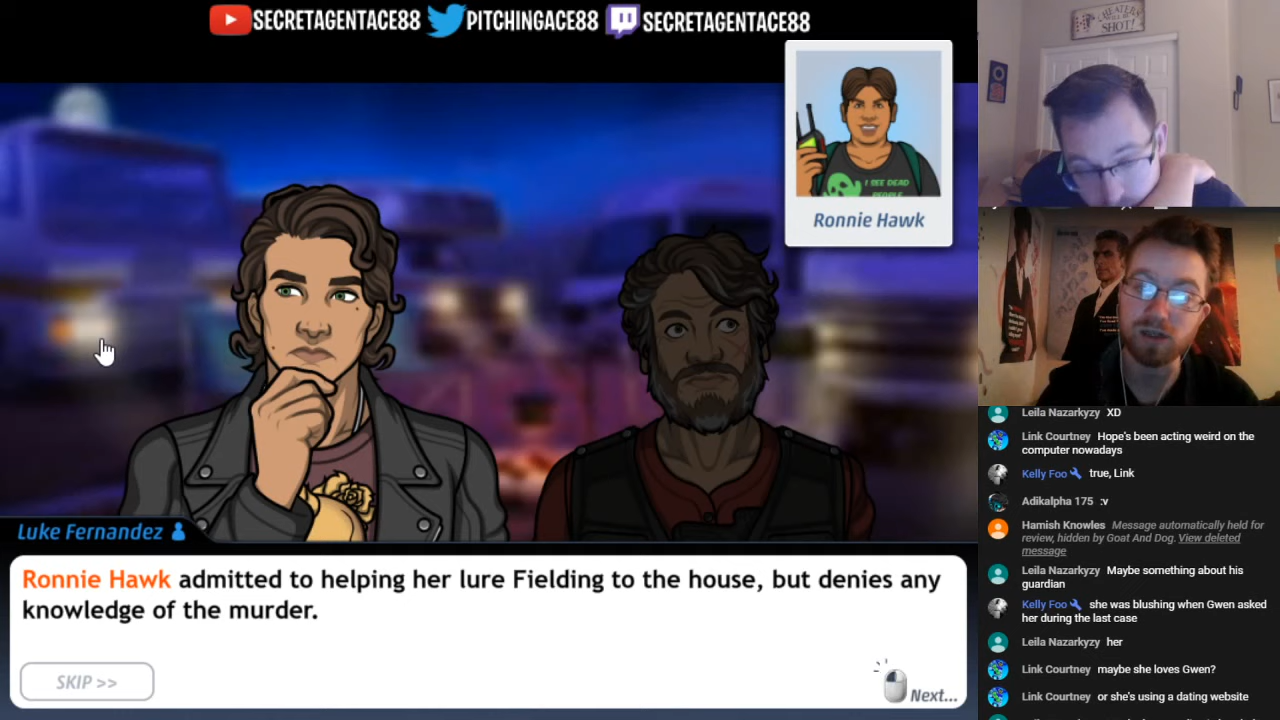 SECRETAGENTACE88 PITCHINGACE88 SECRETAGENTACE88
CHEATERS
SHOT!
I SEE DEAD
PEOPLE
Ronnie Hawk
Luke Fernandez
Ronnie Hawk admitted to helping her lure Fielding to the house, but denies any
knowledge of the murder.
SKIP >>
Next...
Leila Nazarkyzy XD
Link Courtney Hope's been acting weird on the
computer nowadays
Kelly Foo true, Link
Adikalpha 175 :v
Hamish Knowles Message automatically held for
review, hidden by Goat And Dog. View deleted
message
Leila Nazarkyzy Maybe something about his
guardian
Kelly Foo she was blushing when Gwen asked
her during the last case
Leila Nazarkyzy her
Link Courtney maybe she loves Gwen?
Link Courtney or she's using a dating website